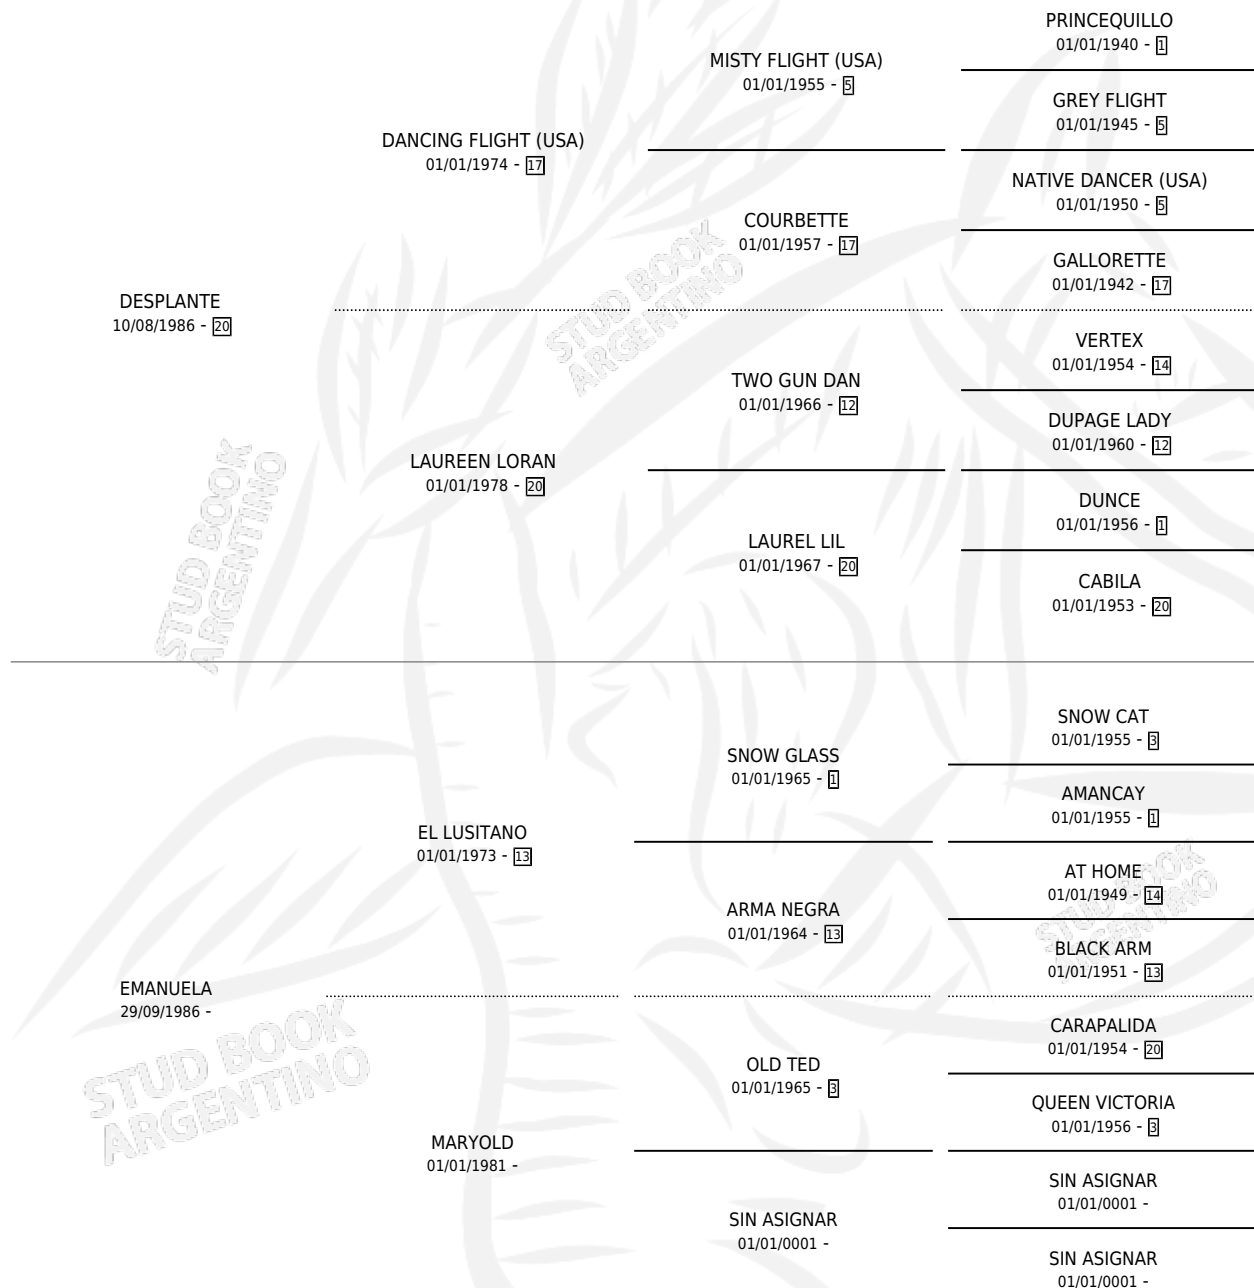 PRINCEQUILLO
01/01/1940 - 1
MISTY FLIGHT (USA)
01/01/1955 - 5
GREY FLIGHT
01/01/1945 - 5
DANCING FLIGHT (USA)
01/01/1974 - 17
NATIVE DANCER (USA)
01/01/1950 - 5
COURBETTE
01/01/1957 - 17
GALLORETTE
01/01/1942 - 17
DESPLANTE
10/08/1986 - 20
VERTEX
01/01/1954 - 14
TWO GUN DAN
01/01/1966 - 12
DUPAGE LADY
01/01/1960 - 12
LAUREEN LORAN
01/01/1978 - 20
DUNCE
01/01/1956 - 1
LAUREL LIL
01/01/1967 - 20
CABILA
01/01/1953 - 20
SNOW CAT
01/01/1955 - 3
SNOW GLASS
01/01/1965 - 1
AMANCAY
01/01/1955 - 1
EL LUSITANO
01/01/1973 - 13
AT HOME
01/01/1949 - 14
ARMA NEGRA
01/01/1964 - 13
BLACK ARM
01/01/1951 - 13
EMANUELA
29/09/1986 -
CARAPALIDA
01/01/1954 - 20
OLD TED
01/01/1965 - 3
QUEEN VICTORIA
01/01/1956 - 3
MARYOLD
01/01/1981 -
SIN ASIGNAR
01/01/0001 -
SIN ASIGNAR
01/01/0001 -
SIN ASIGNAR
01/01/0001 -
STUD BOOK
ARGENTINO
STUD BOOK
ARGENTINO
STUD BOOK
ARGENTINO
STUD BOOK
ARGENTINO